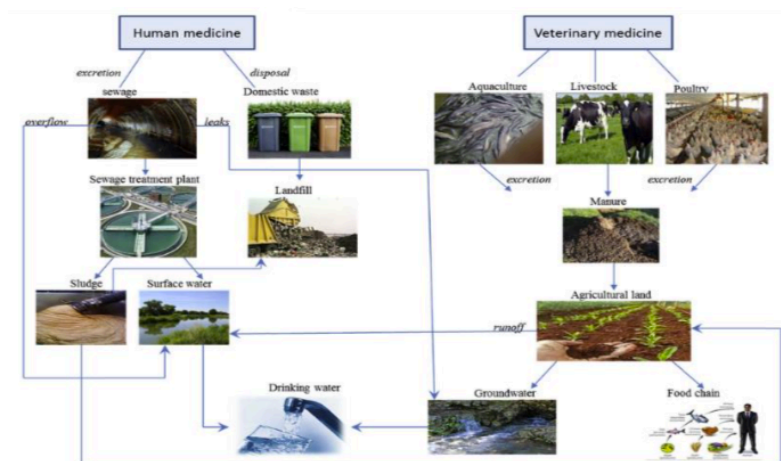 Human medicine
Veterinary medicine
excretion
disposal
sewage
Domestic waste
Aquaculture
Livestock
Poultry
overflow
leaks
Sewage treatment plant
Landfill
excretion
excretion
Manure
Sludge
Surface water
Agricultural land
runoff
Drinking water
Groundwater
Food chain